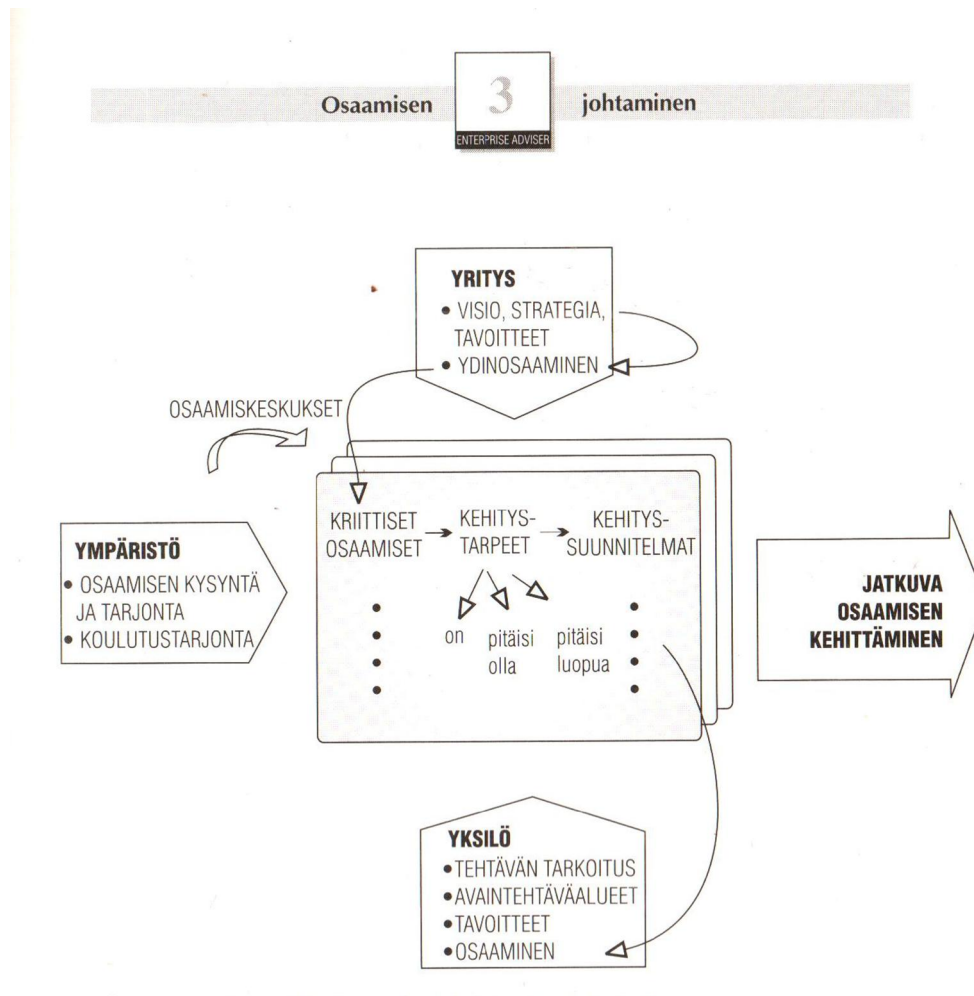 Osaamisen 3 johtaminen
ENTERPRISE ADVISER
YRITYS
• VISIO, STRATEGIA,
TAVOITTEET
• YDINOSAAMINEN
OSAAMISKESKUKSET
YMPÄRISTÖ
• OSAAMISEN KYSYNTÄ
JA TARJONTA
• KOULUTUSTARJONTA
KRIITTISET
OSAAMISET
KEHITYS-
TARPEET
KEHITYS-
SUUNNITELMAT
on
pitäisi
olla
pitäisi
luopua
JATKUVA
OSAAMISEN
KEHITTÄMINEN
YKSILÖ
• TEHTÄVÄN TARKOITUS
• AVAINTEHTÄVÄALUEET
• TAVOITTEET
• OSAAMINEN